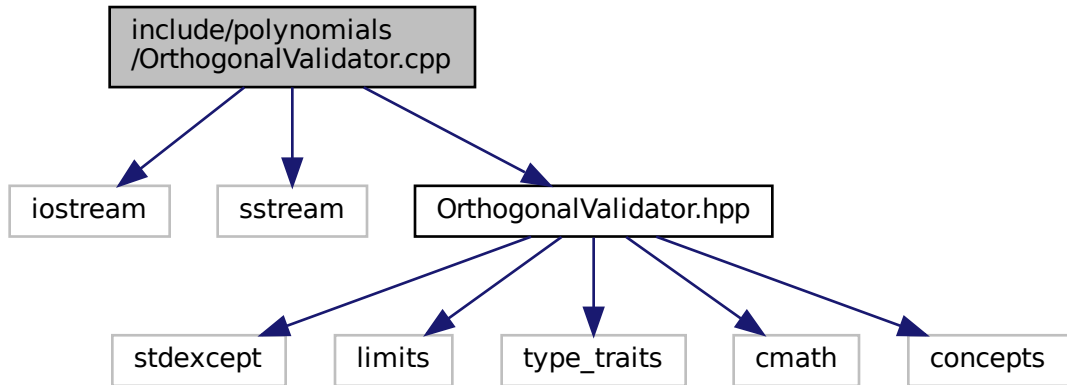 include/polynomials
/OrthogonalValidator.cpp
iostream
sstream
OrthogonalValidator.hpp
stdexcept
limits
type_traits
cmath
concepts